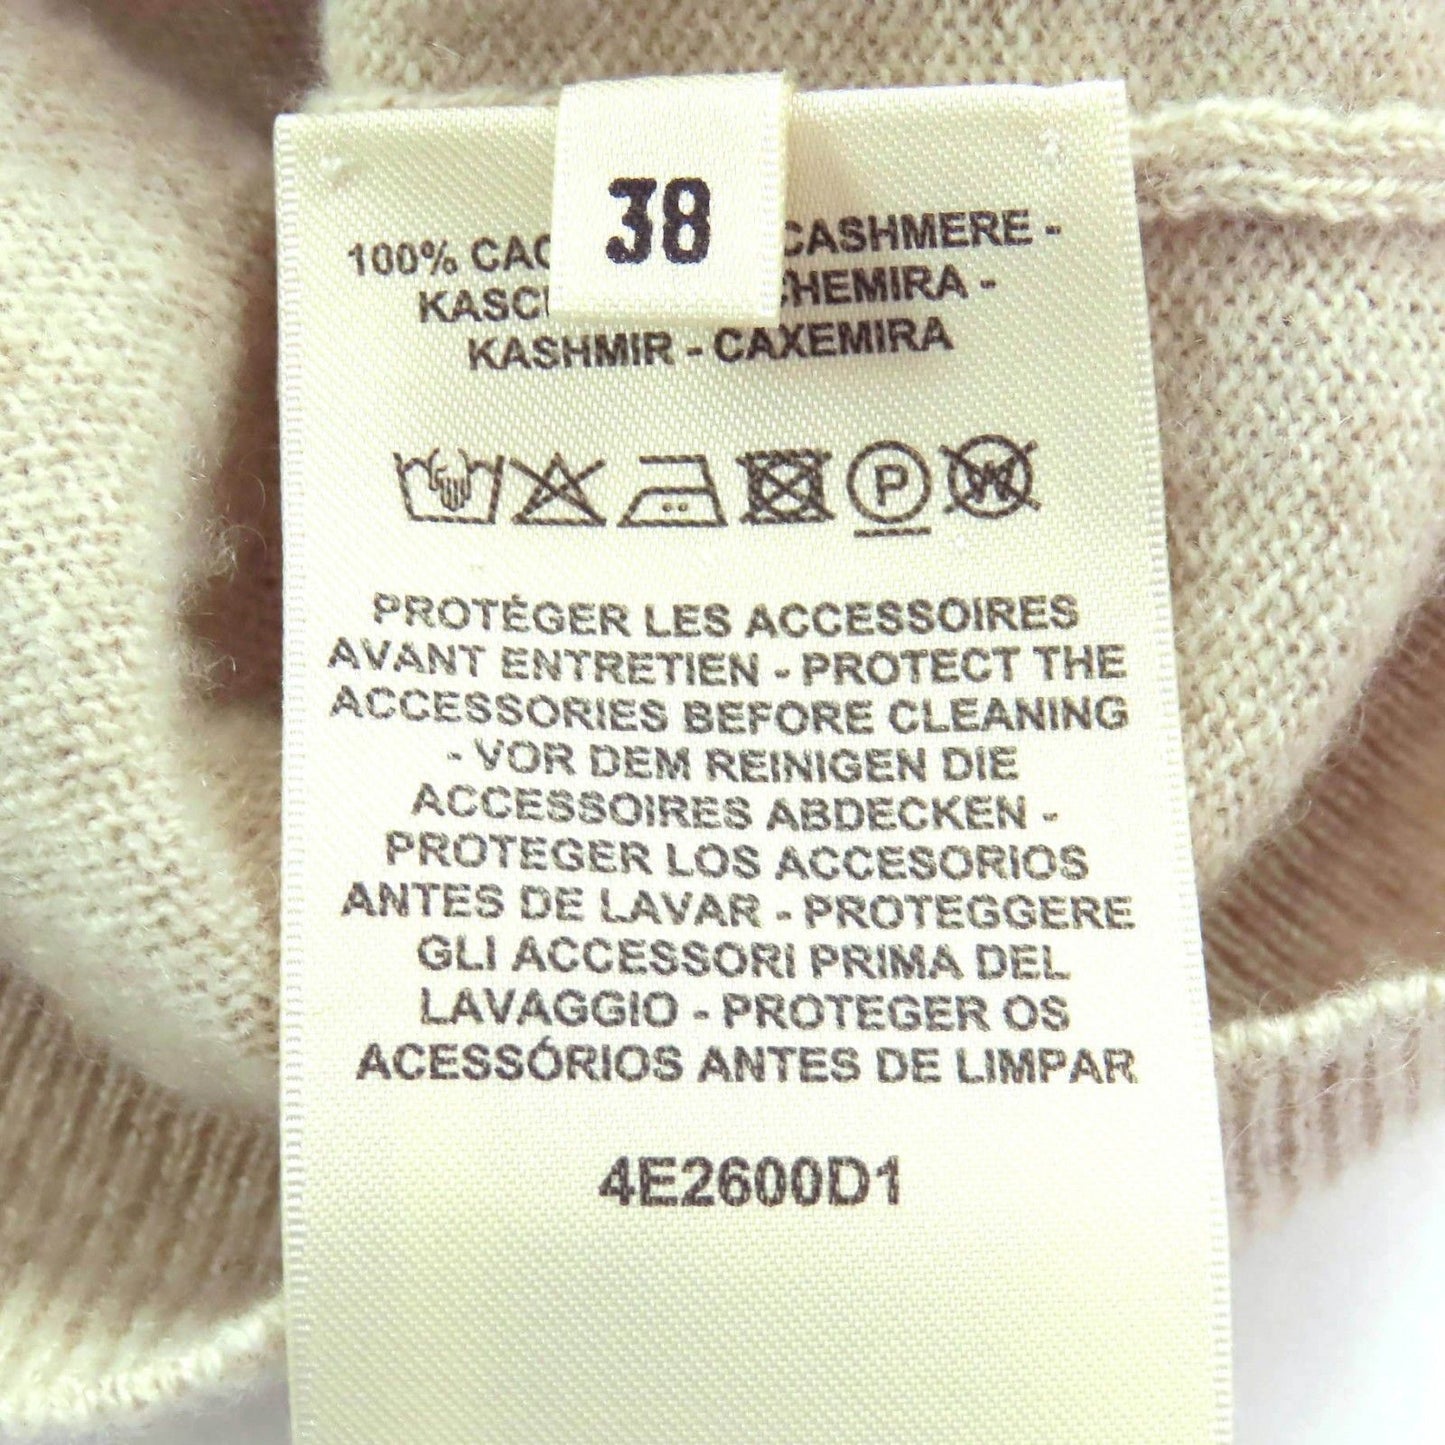 38
100% CASHMERE -
CHEMIRA -
KASHMIR - CAXEMIRA
P W
PROTÉGER LES ACCESSOIRES
AVANT ENTRETIEN - PROTECT THE
ACCESSORIES BEFORE CLEANING
- VOR DEM REINIGEN DIE
ACCESSOIRES ABDECKEN -
PROTEGER LOS ACCESORIOS
ANTES DE LAVAR - PROTEGGERE
GLI ACCESSORI PRIMA DEL
LAVAGGIO - PROTEGER OS
ACESSÓRIOS ANTES DE LIMPAR
4E2600D1